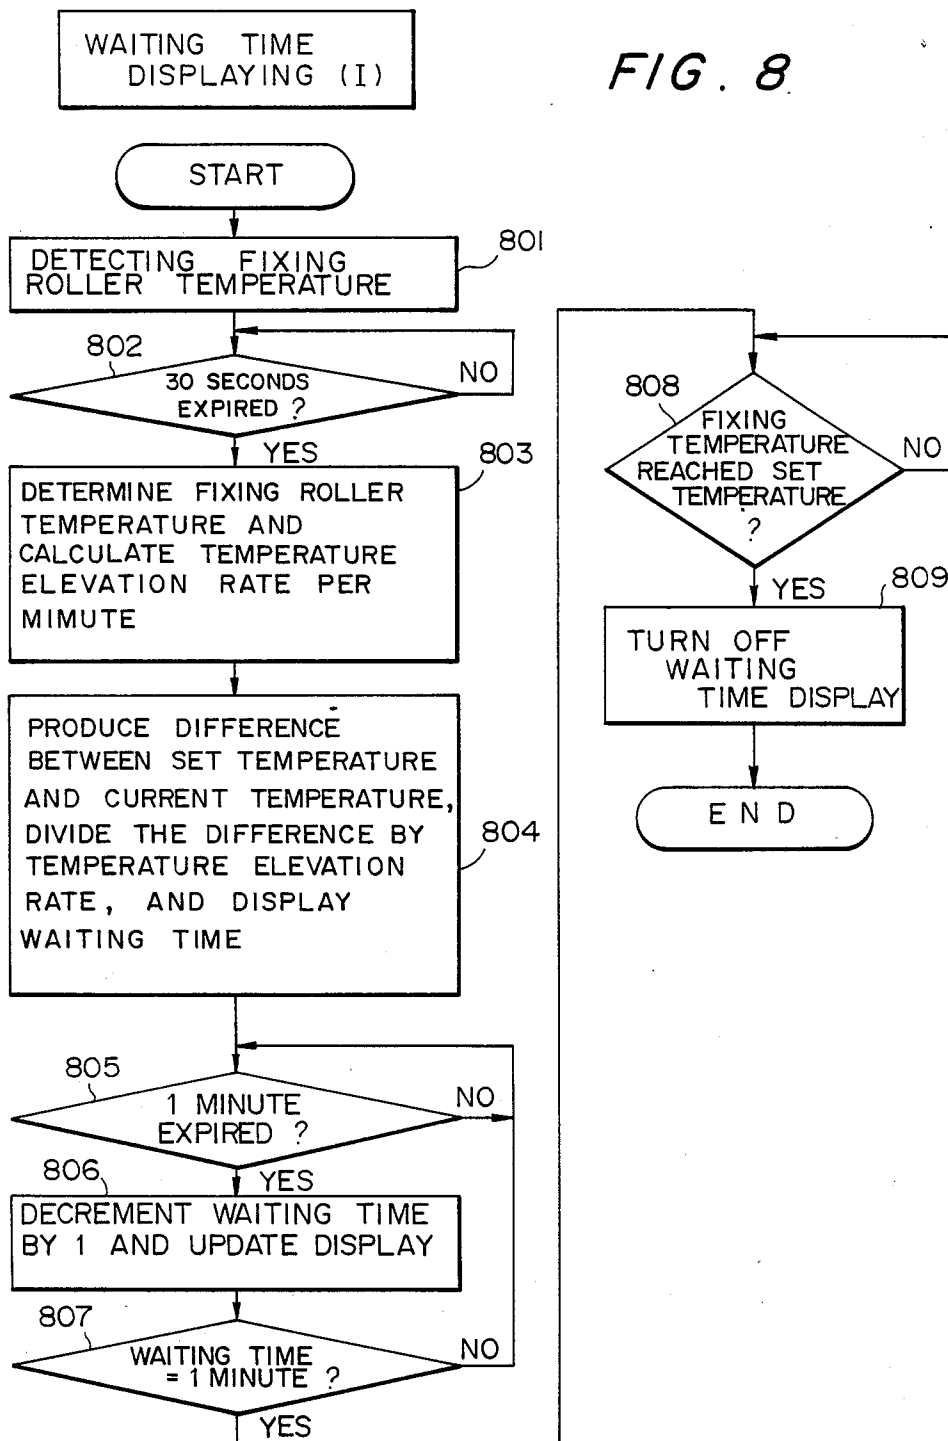 WAITING TIME
DISPLAYING (I)
FIG. 8
START
801
DETECTING FIXING
ROLLER TEMPERATURE
802
30 SECONDS
EXPIRED ?
NO
YES
803
DETERMINE FIXING ROLLER
TEMPERATURE AND
CALCULATE TEMPERATURE
ELEVATION RATE PER
MIMUTE
PRODUCE DIFFERENCE
BETWEEN SET TEMPERATURE
AND CURRENT TEMPERATURE,
DIVIDE THE DIFFERENCE BY
TEMPERATURE ELEVATION
RATE, AND DISPLAY
WAITING TIME
804
805
1 MINUTE
EXPIRED ?
NO
YES
806
DECREMENT WAITING TIME
BY 1 AND UPDATE DISPLAY
807
WAITING TIME
= 1 MINUTE ?
NO
YES
808
FIXING
TEMPERATURE
REACHED SET
TEMPERATURE
?
NO
YES
809
TURN OFF
WAITING
TIME DISPLAY
END